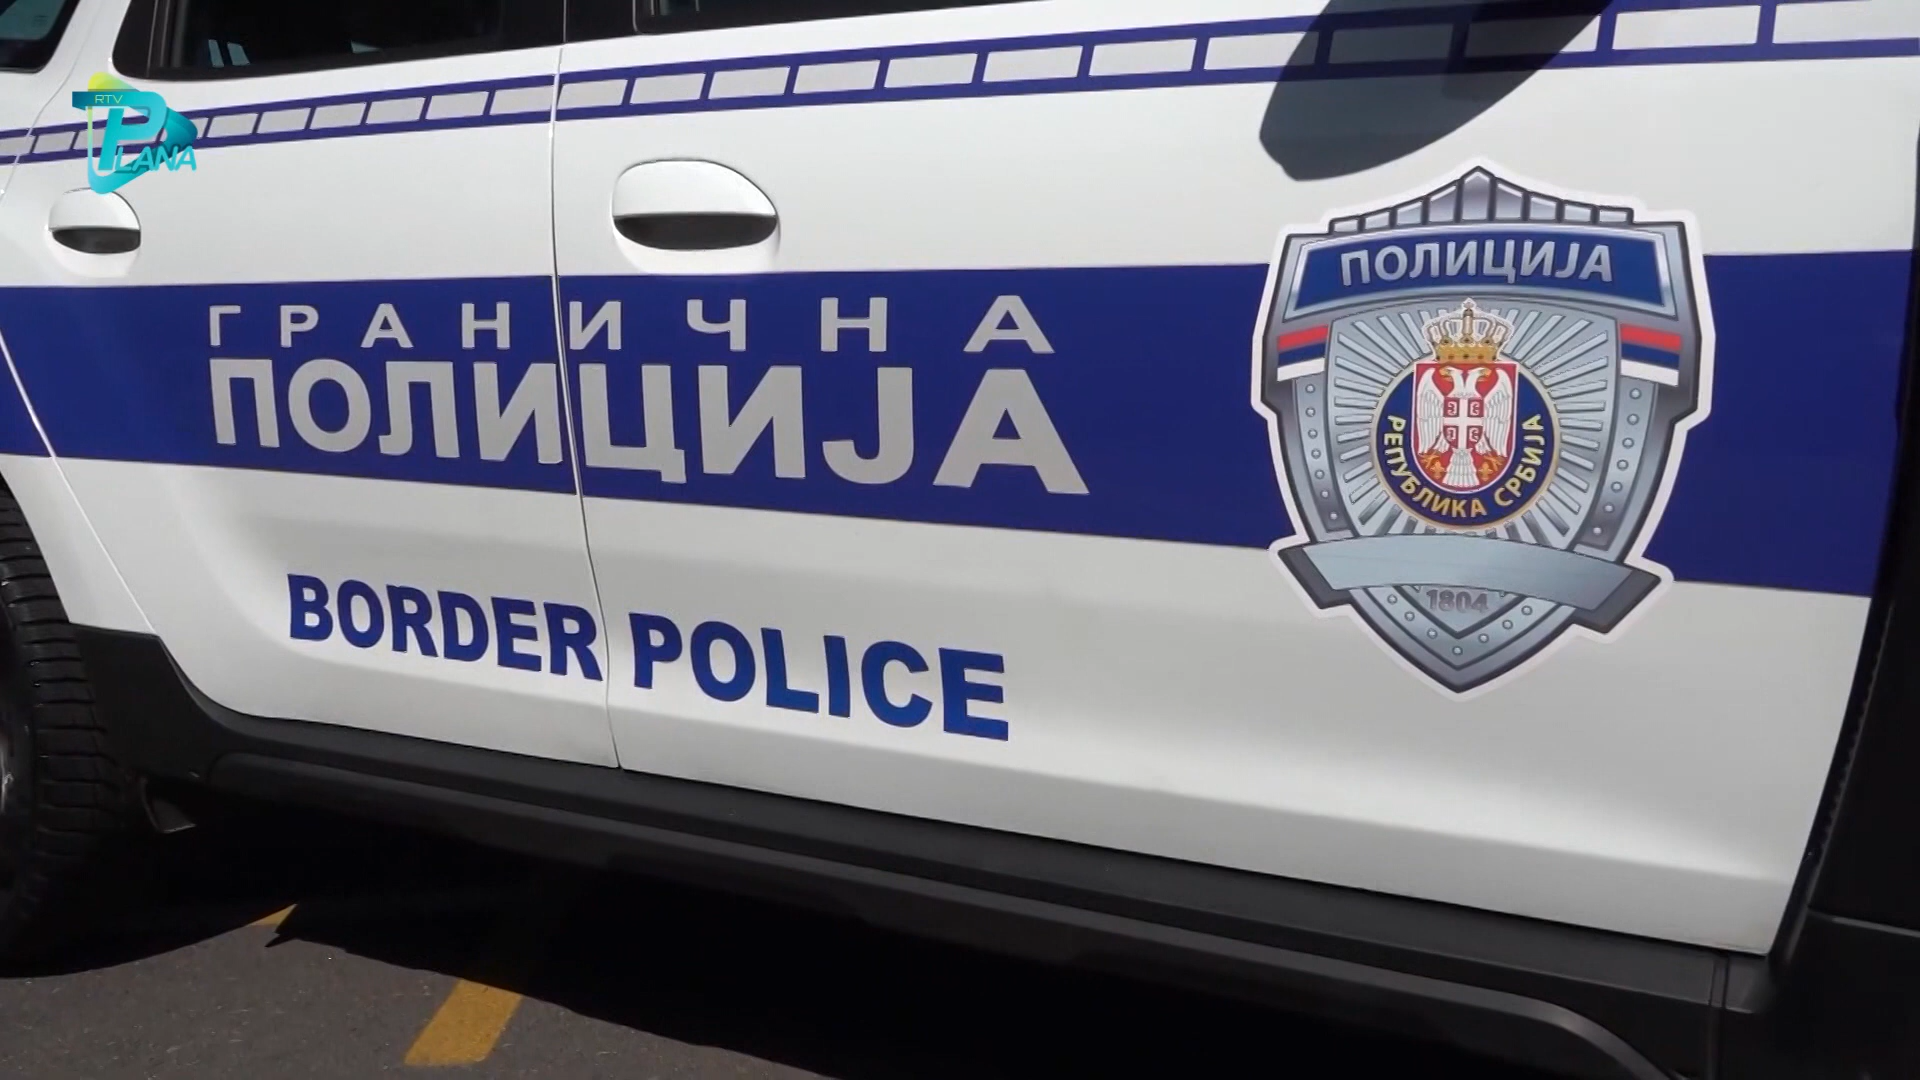 RTV
PLANA
ГРАНИЧНА
ПОЛИЦИЈА
BORDER POLICE
ПОЛИЦИЈА
РЕПУБЛИКА СРБИЈА
1804